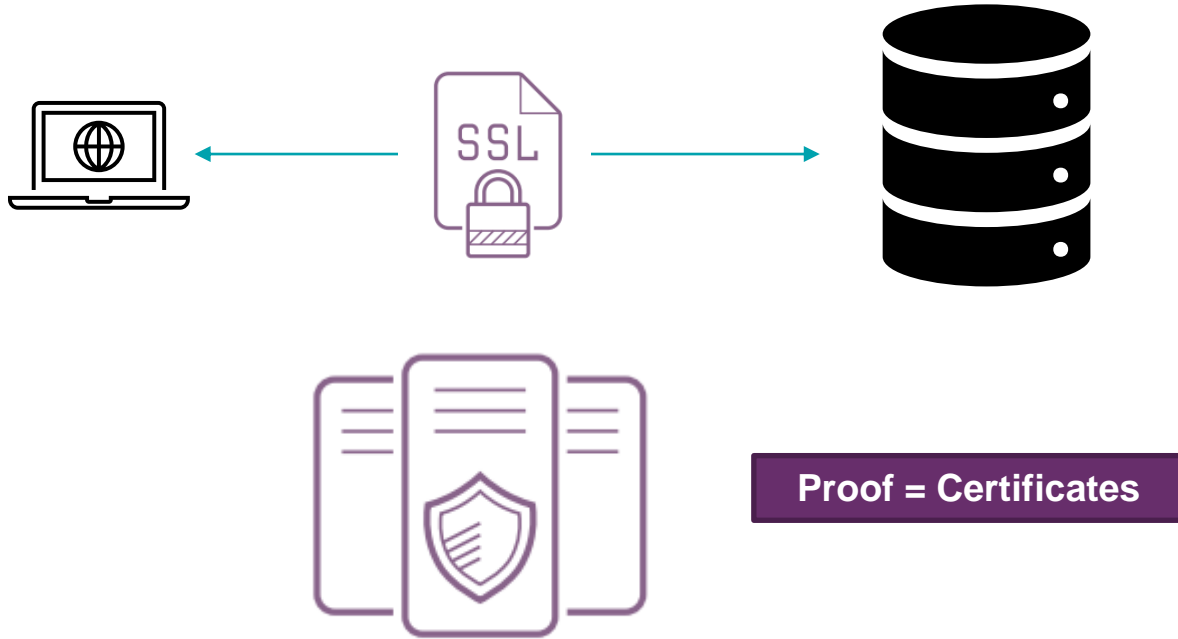 SSL
Proof = Certificates